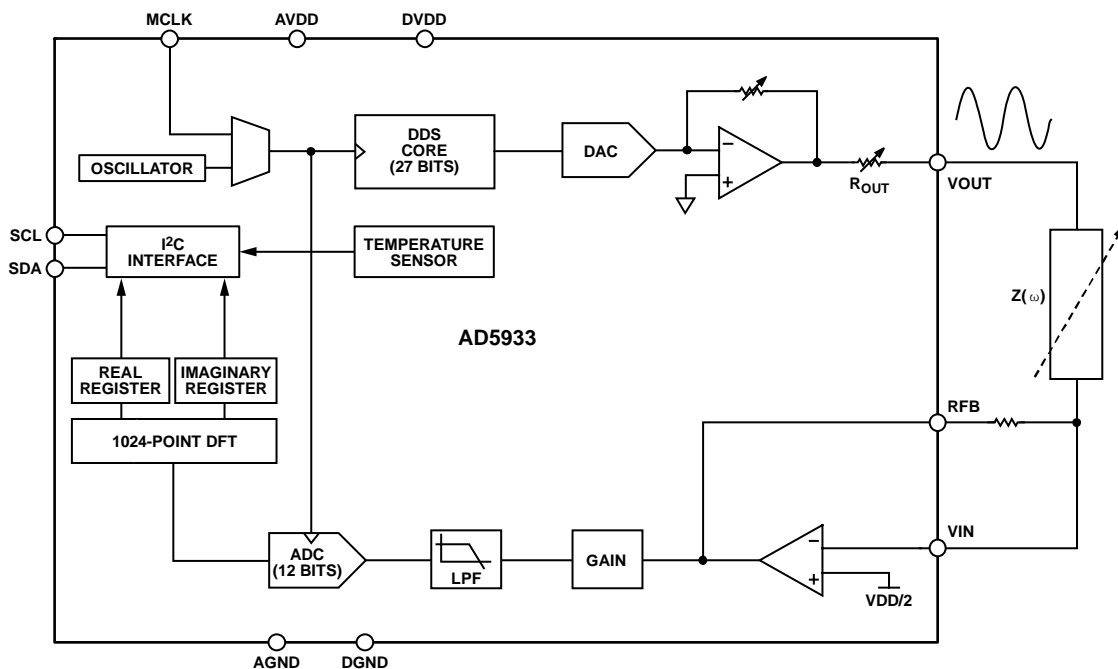 MCLK
AVDD
DVDD
DDS
CORE
(27 BITS)
DAC
−
+
ROUT
VOUT
OSCILLATOR
SCL
SDA
I2C
INTERFACE
TEMPERATURE
SENSOR
Z(ω)
AD5933
REAL
REGISTER
IMAGINARY
REGISTER
1024-POINT DFT
RFB
VIN
ADC
(12 BITS)
LPF
GAIN
−
+
VDD/2
AGND
DGND